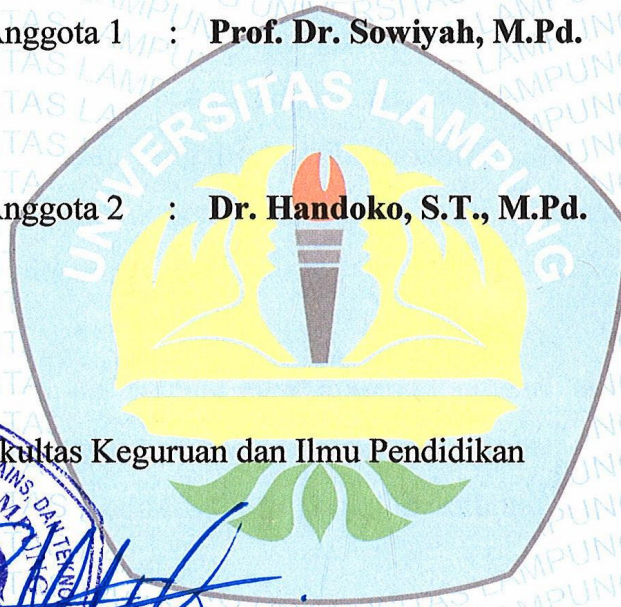 Anggota 1 : Prof. Dr. Sowiyah, M.Pd.
UNIVERSITAS LAMPUNG
Anggota 2 : Dr. Handoko, S.T., M.Pd.
kultas Keguruan dan Ilmu Pendidikan